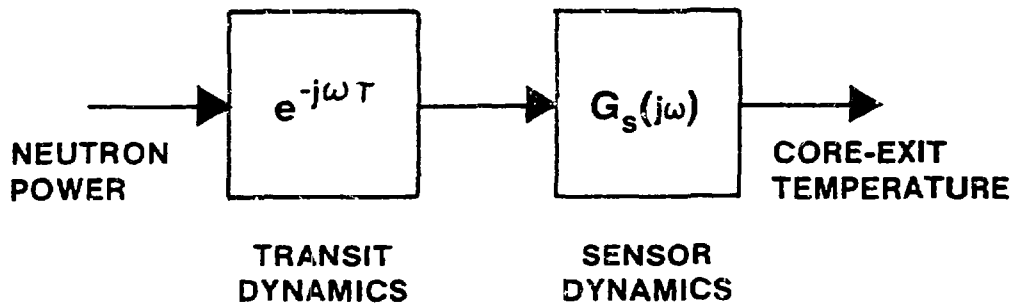 e^-jωτ
G_s(jω)
NEUTRON
POWER
CORE-EXIT
TEMPERATURE
TRANSIT
DYNAMICS
SENSOR
DYNAMICS